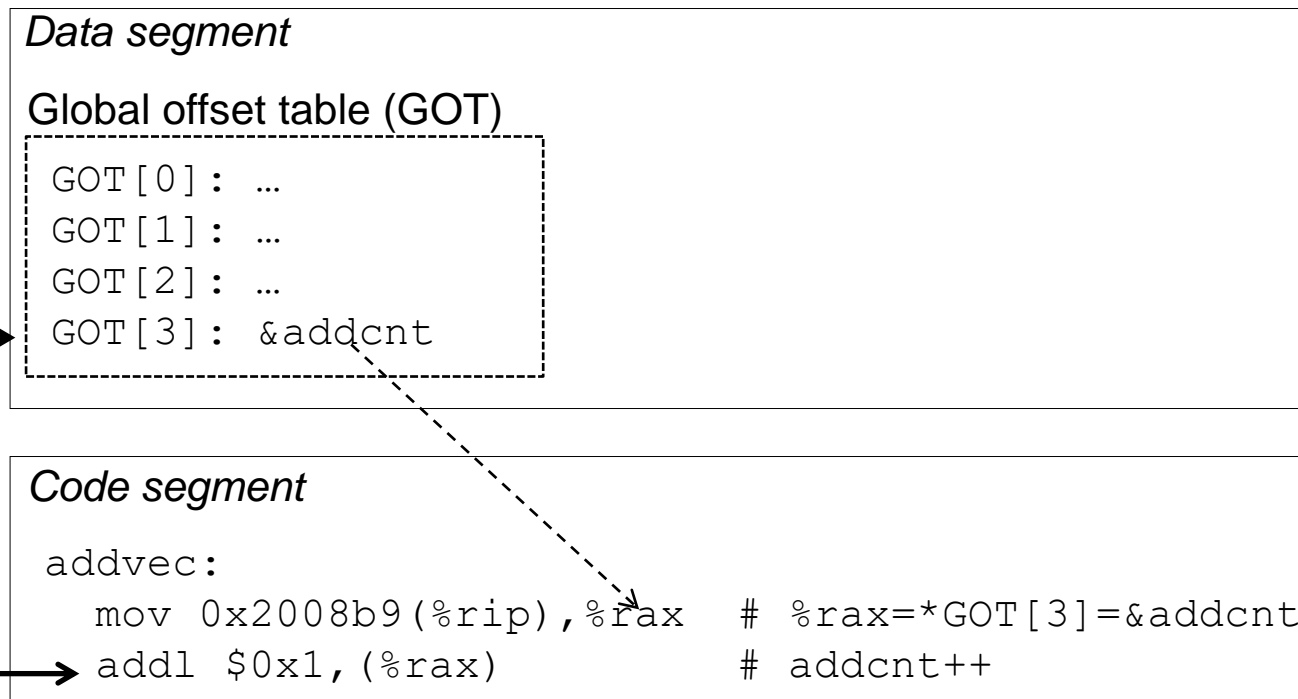 Data segment
Global offset table (GOT)
GOT[0]: …
GOT[1]: …
GOT[2]: …
GOT[3]: &addcnt
Code segment
addvec:
mov 0x2008b9(%rip),%rax # %rax=*GOT[3]=&addcnt
addl $0x1,(%rax) # addcnt++